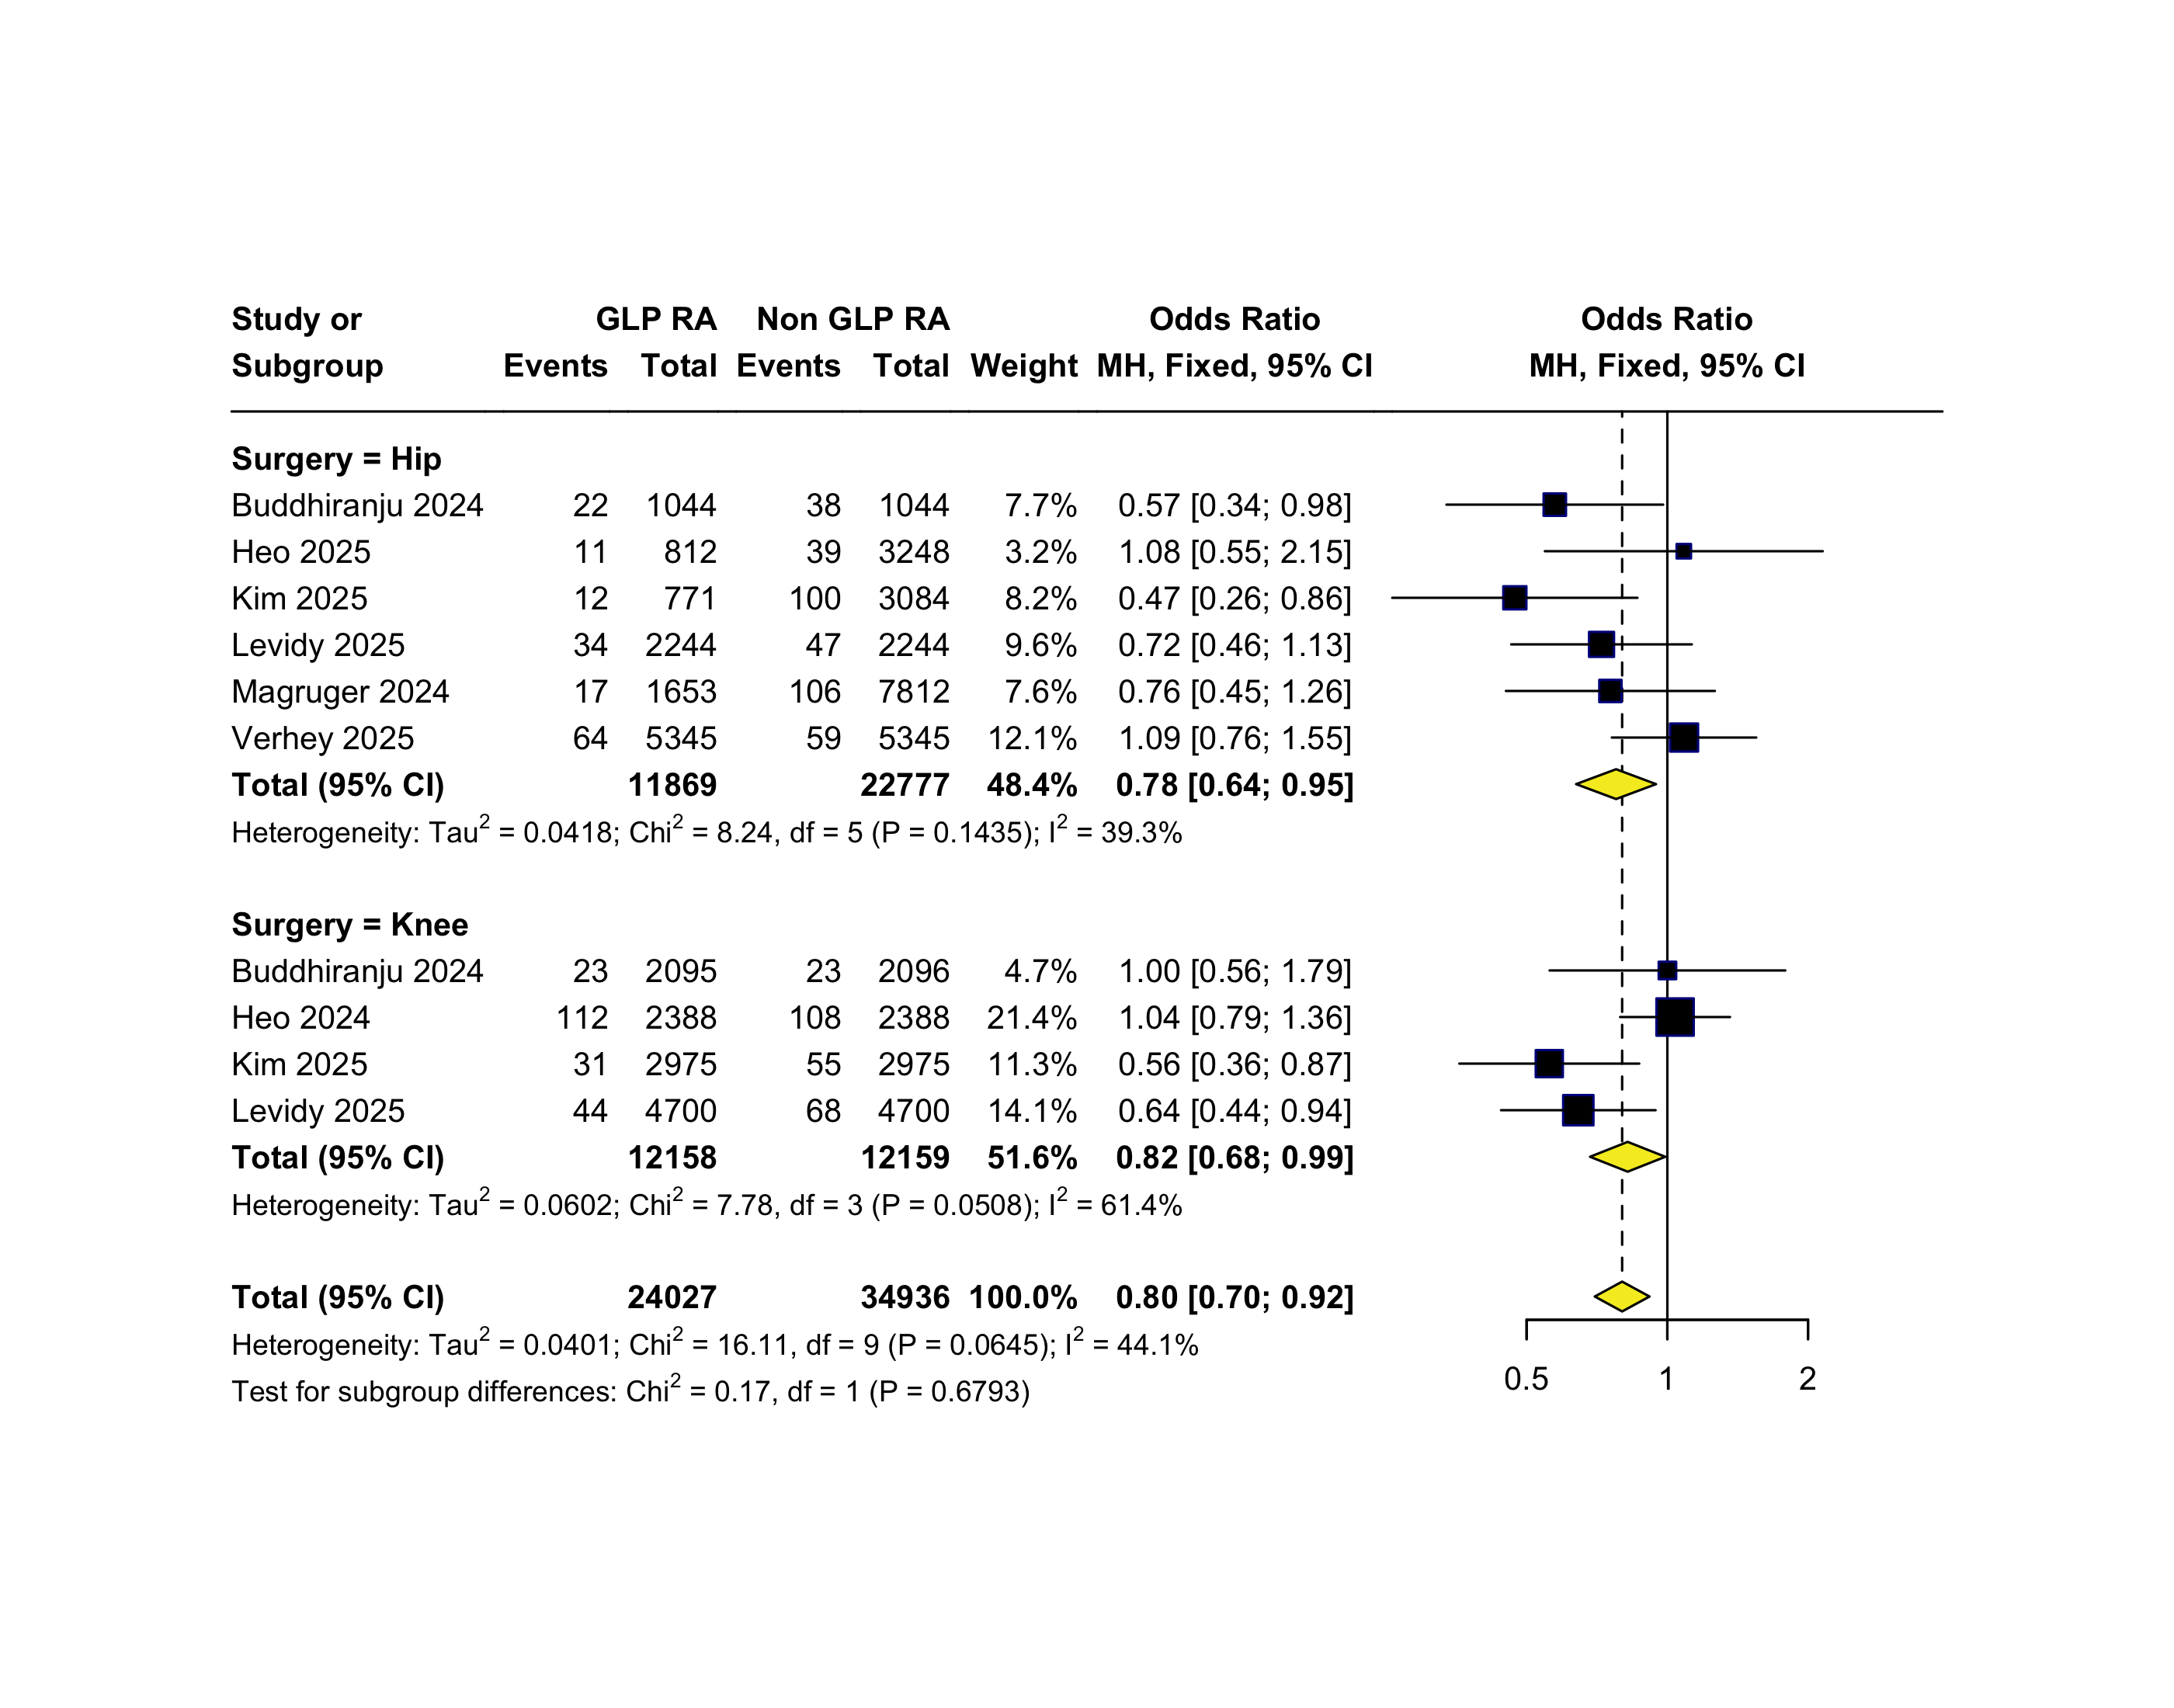 Study or GLP RA Non GLP RA Odds Ratio Odds Ratio
Subgroup Events Total Events Total Weight MH, Fixed, 95% CI MH, Fixed, 95% CI
Surgery = Hip
Buddhiranju 2024 22 1044 38 1044 7.7% 0.57 [0.34; 0.98]
Heo 2025 11 812 39 3248 3.2% 1.08 [0.55; 2.15]
Kim 2025 12 771 100 3084 8.2% 0.47 [0.26; 0.86]
Levidy 2025 34 2244 47 2244 9.6% 0.72 [0.46; 1.13]
Magruger 2024 17 1653 106 7812 7.6% 0.76 [0.45; 1.26]
Verhey 2025 64 5345 59 5345 12.1% 1.09 [0.76; 1.55]
Total (95% CI) 11869 22777 48.4% 0.78 [0.64; 0.95]
Heterogeneity: Tau² = 0.0418; Chi² = 8.24, df = 5 (P = 0.1435); I² = 39.3%
Surgery = Knee
Buddhiranju 2024 23 2095 23 2096 4.7% 1.00 [0.56; 1.79]
Heo 2024 112 2388 108 2388 21.4% 1.04 [0.79; 1.36]
Kim 2025 31 2975 55 2975 11.3% 0.56 [0.36; 0.87]
Levidy 2025 44 4700 68 4700 14.1% 0.64 [0.44; 0.94]
Total (95% CI) 12158 12159 51.6% 0.82 [0.68; 0.99]
Heterogeneity: Tau² = 0.0602; Chi² = 7.78, df = 3 (P = 0.0508); I² = 61.4%
Total (95% CI) 24027 34936 100.0% 0.80 [0.70; 0.92]
Heterogeneity: Tau² = 0.0401; Chi² = 16.11, df = 9 (P = 0.0645); I² = 44.1%
Test for subgroup differences: Chi² = 0.17, df = 1 (P = 0.6793)
0.5 1 2